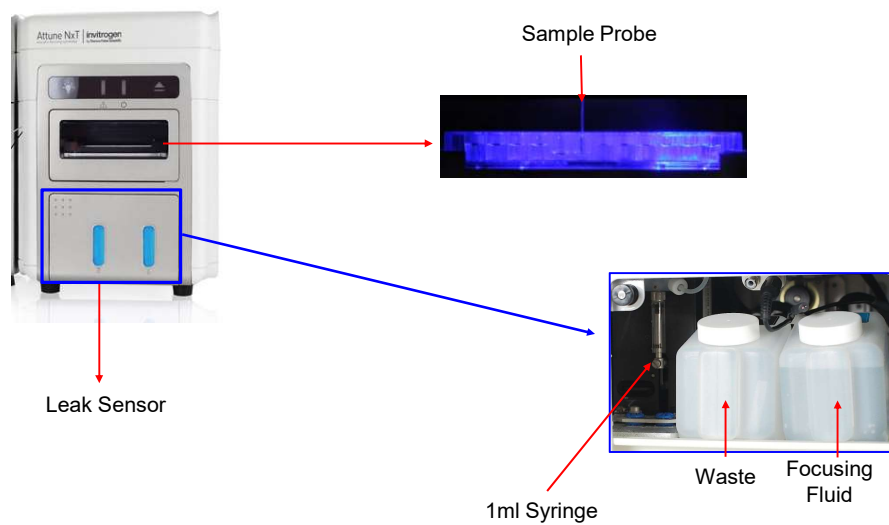 Sample Probe
Attune NxT
invitrogen
Leak Sensor
1ml Syringe
Waste
Focusing
Fluid